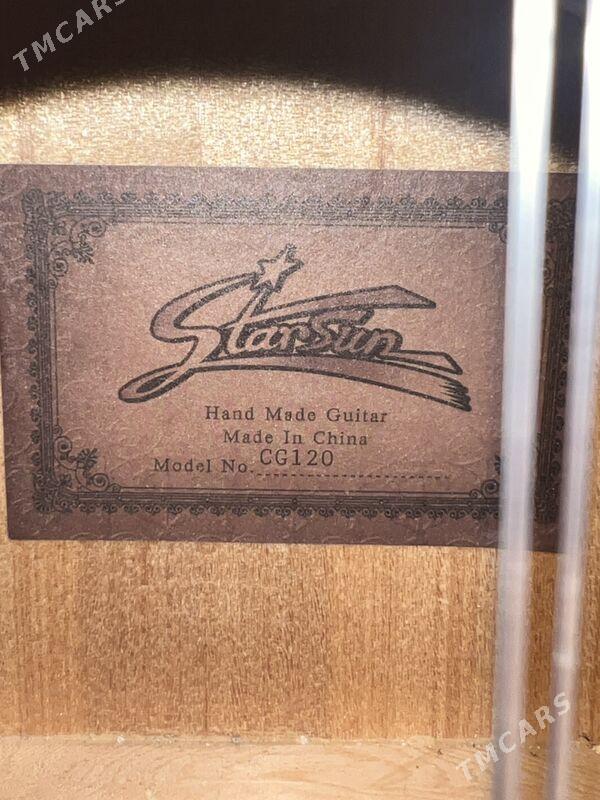 TMCARS
StarSun
Hand Made Guitar
Made In China
Model No. CG120
TMCARS